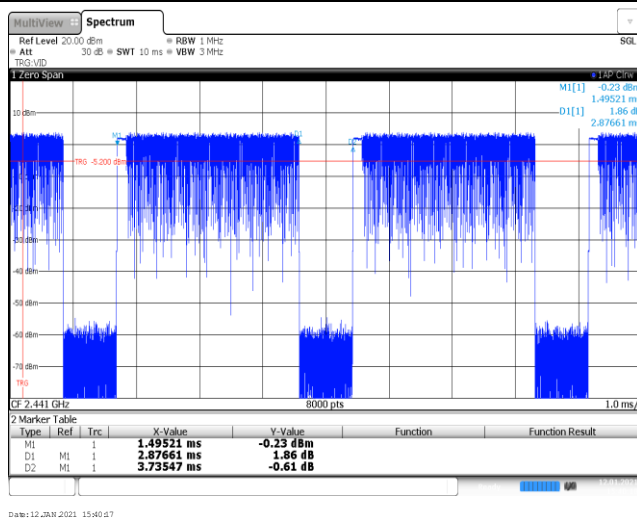 MultiView Spectrum
Ref Level 20.00 dBm RBW 1 MHz SGL
Att 30 dB SWT 10 ms VBW 3 MHz
TRG:VID
1 Zero Span 1AP Clrw
M1[1] -0.23 dBm
1.49521 ms
D1[1] 1.86 dB
2.87661 ms
10 dBm
M1 D1 D2
TRG -5.200 dBm
-30 dBm
-40 dBm
-50 dBm
-60 dBm
-70 dBm
TRG
CF 2.441 GHz 8000 pts 1.0 ms/
2 Marker Table
Type Ref Trc X-Value Y-Value Function Function Result
M1 1 1.49521 ms -0.23 dBm
D1 M1 1 2.87661 ms 1.86 dB
D2 M1 1 3.73547 ms -0.61 dB
Date: 12.JAN.2021 15:40:17